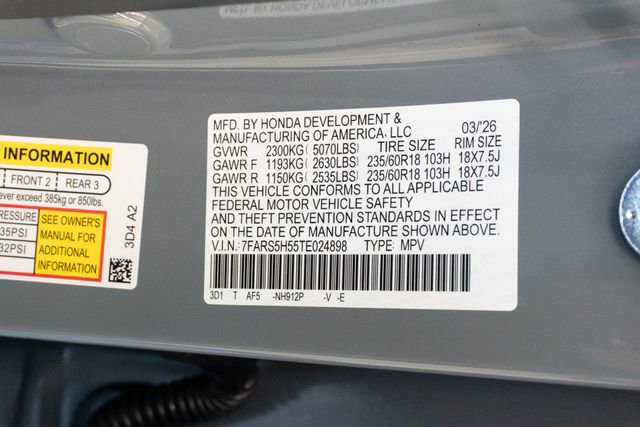 INFORMATION
FRONT 2 REAR 3
ever exceed 385kg or 850lbs.
PRESSURE
35PSI
32PSI
SEE OWNER'S
MANUAL FOR
ADDITIONAL
INFORMATION
3D4 A2
MFD. BY HONDA DEVELOPMENT & 03/'26
MANUFACTURING OF AMERICA, LLC
GVWR 2300KG ( 5070LBS) TIRE SIZE RIM SIZE
GAWR F 1193KG ( 2630LBS) 235/60R18 103H 18X7.5J
GAWR R 1150KG ( 2535LBS) 235/60R18 103H 18X7.5J
THIS VEHICLE CONFORMS TO ALL APPLICABLE
FEDERAL MOTOR VEHICLE SAFETY
AND THEFT PREVENTION STANDARDS IN EFFECT
ON THE DATE OF MANUFACTURE SHOWN ABOVE.
V.I.N.: 7FARS5H55TE024898 TYPE: MPV
3D1 T AF5 -NH912P -V -E